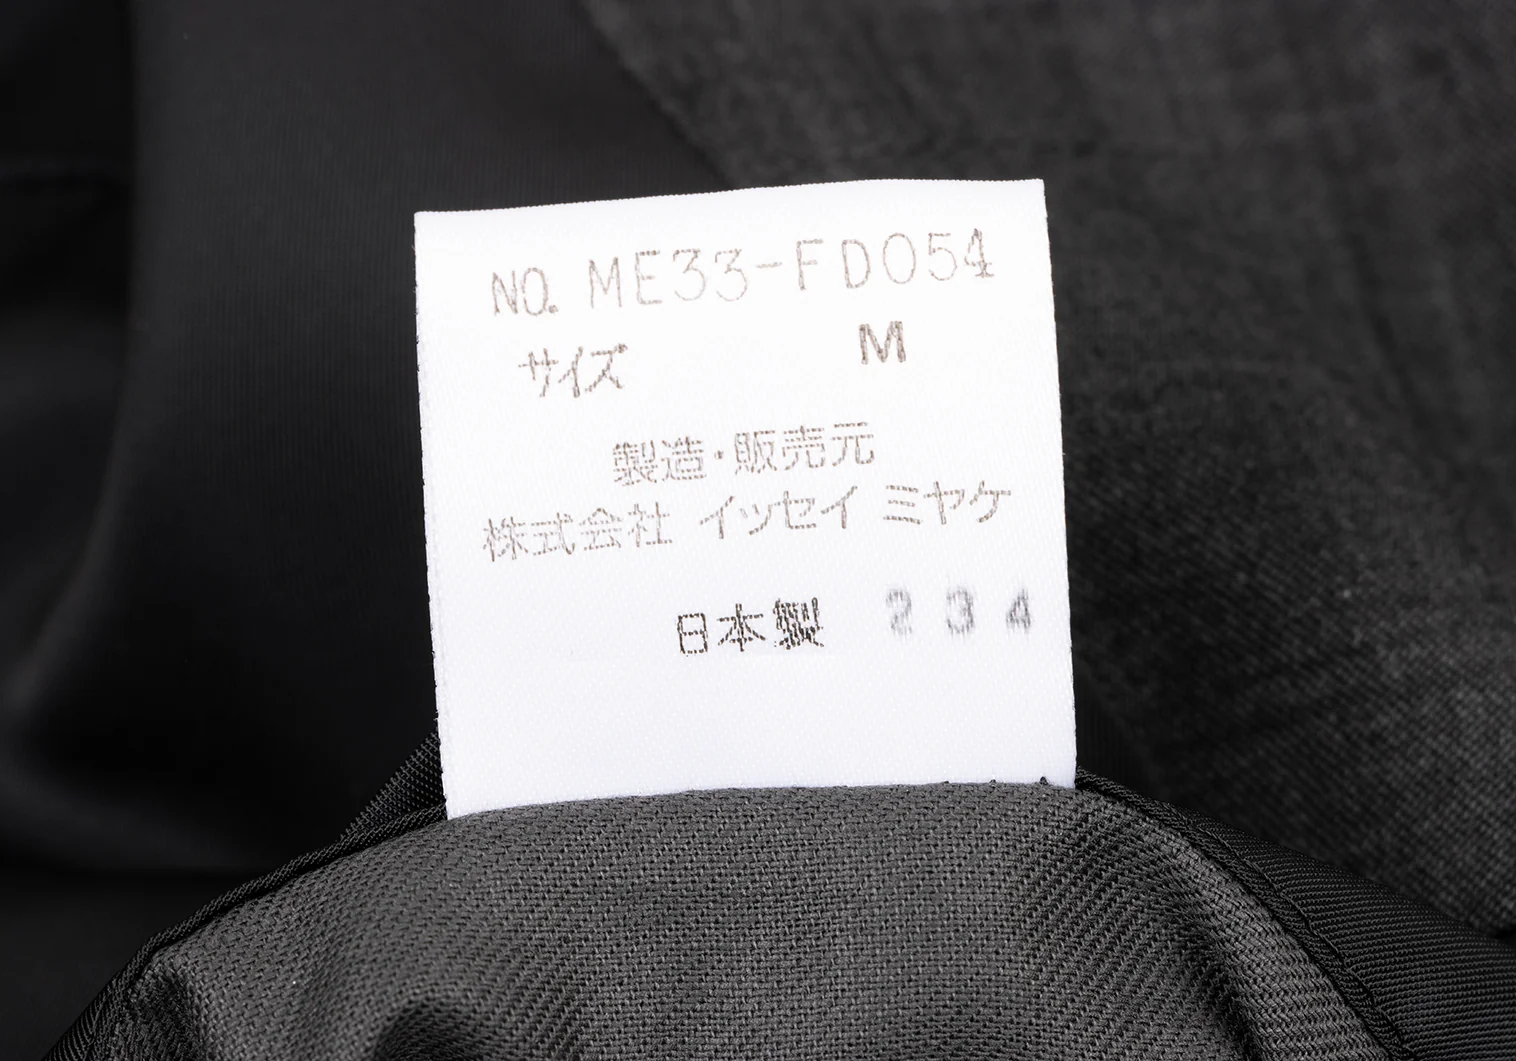 NO. ME33-FD054
サイズ M
製造・販売元
株式会社 イッセイ ミヤケ
日本製 234